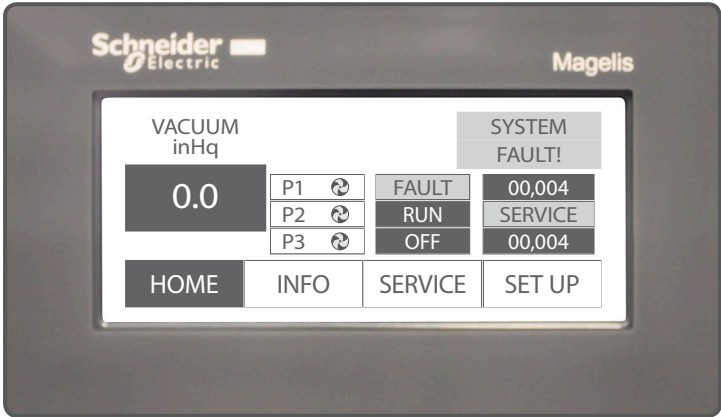 Schneider
Electric
Magelis
VACUUM
inHq
SYSTEM
FAULT!
0.0
P1 FAULT 00,004
P2 RUN SERVICE
P3 OFF 00,004
HOME INFO SERVICE SET UP